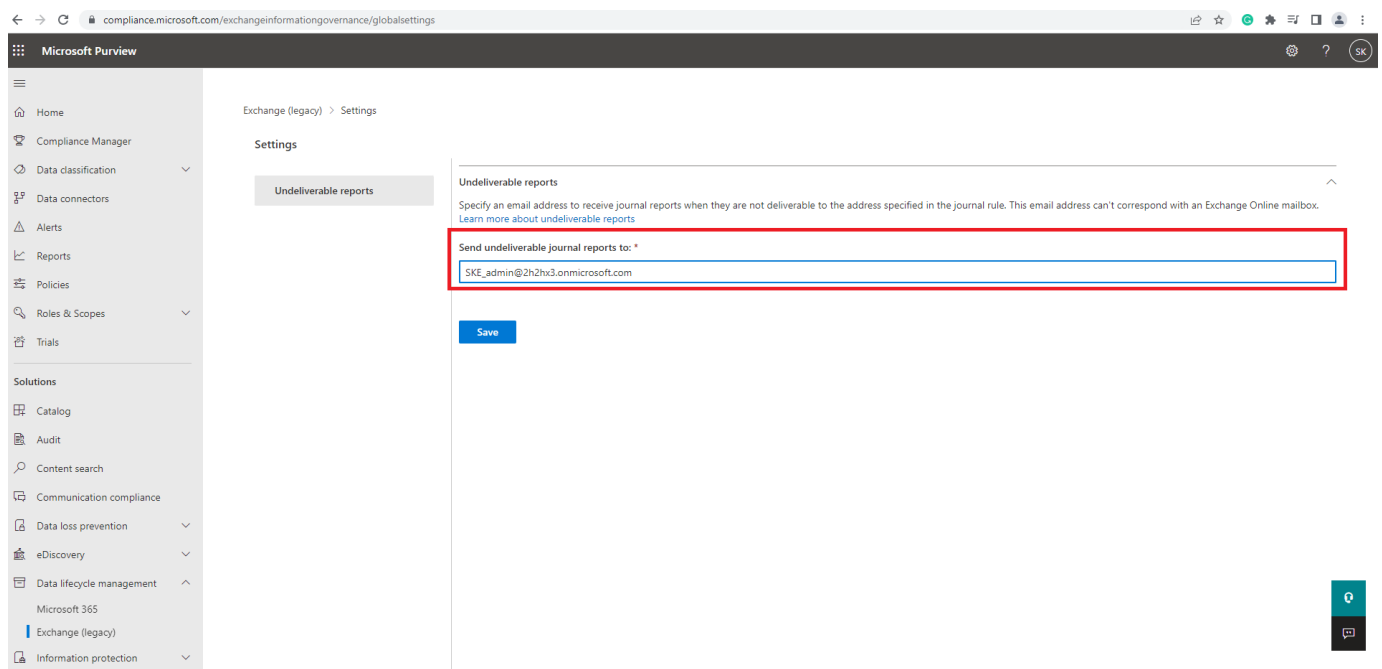 compliance.microsoft.com/exchangeinformationgovernance/globalsettings
Microsoft Purview
? SK
Home
Compliance Manager
Data classification
Data connectors
Alerts
Reports
Policies
Roles & Scopes
Trials
Solutions
Catalog
Audit
Content search
Communication compliance
Data loss prevention
eDiscovery
Data lifecycle management
Microsoft 365
Exchange (legacy)
Information protection
Exchange (legacy) > Settings
Settings
Undeliverable reports
Undeliverable reports
Specify an email address to receive journal reports when they are not deliverable to the address specified in the journal rule. This email address can't correspond with an Exchange Online mailbox.
Learn more about undeliverable reports
Send undeliverable journal reports to: *
SKE_admin@2h2hx3.onmicrosoft.com
Save